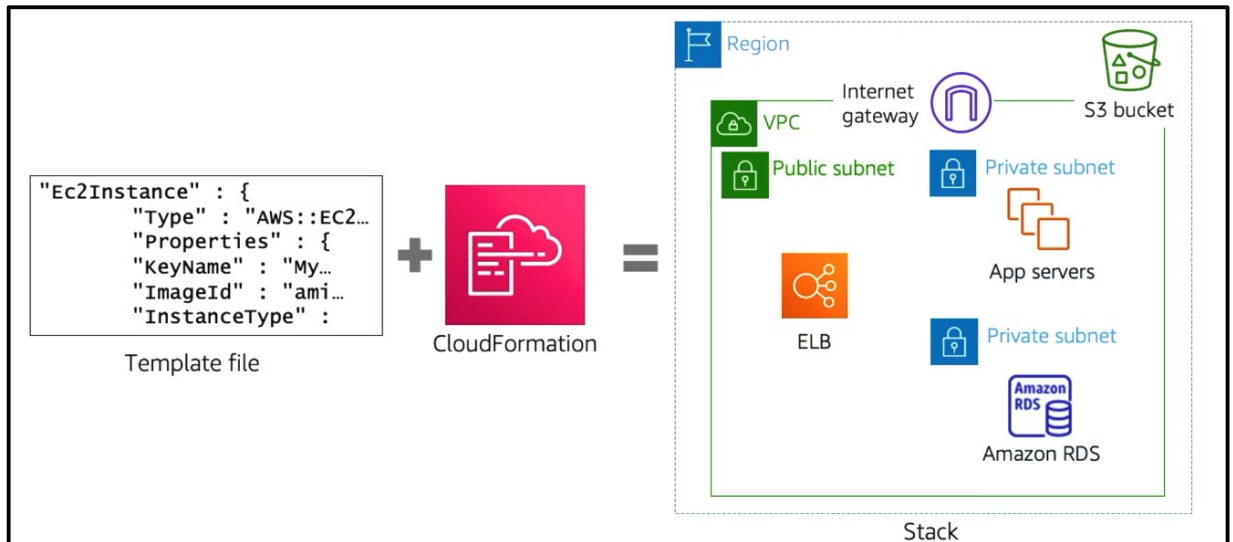 "Ec2Instance" : {
"Type" : "AWS::EC2…
"Properties" : {
"KeyName" : "My…
"ImageId" : "ami…
"InstanceType" :
Template file
CloudFormation
Region
S3 bucket
Internet
gateway
VPC
Public subnet
Private subnet
App servers
ELB
Private subnet
Amazon
RDS
Amazon RDS
Stack